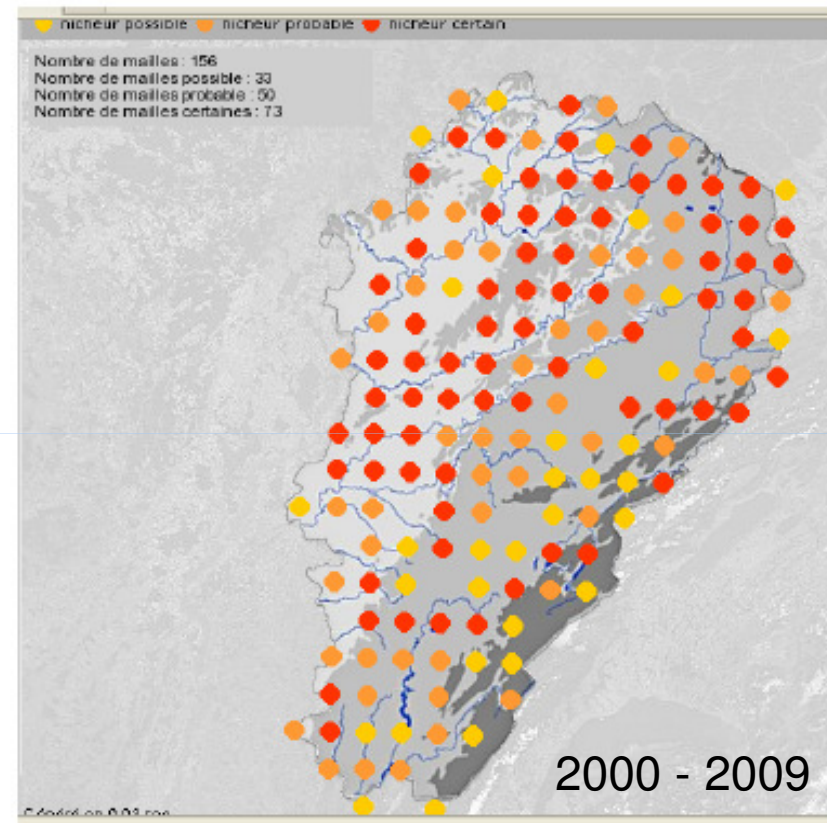 nicheur possible nicheur probable nicheur certain
Nombre de mailles : 156
Nombre de mailles possible : 33
Nombre de mailles probable : 50
Nombre de mailles certaines : 73
2000 - 2009